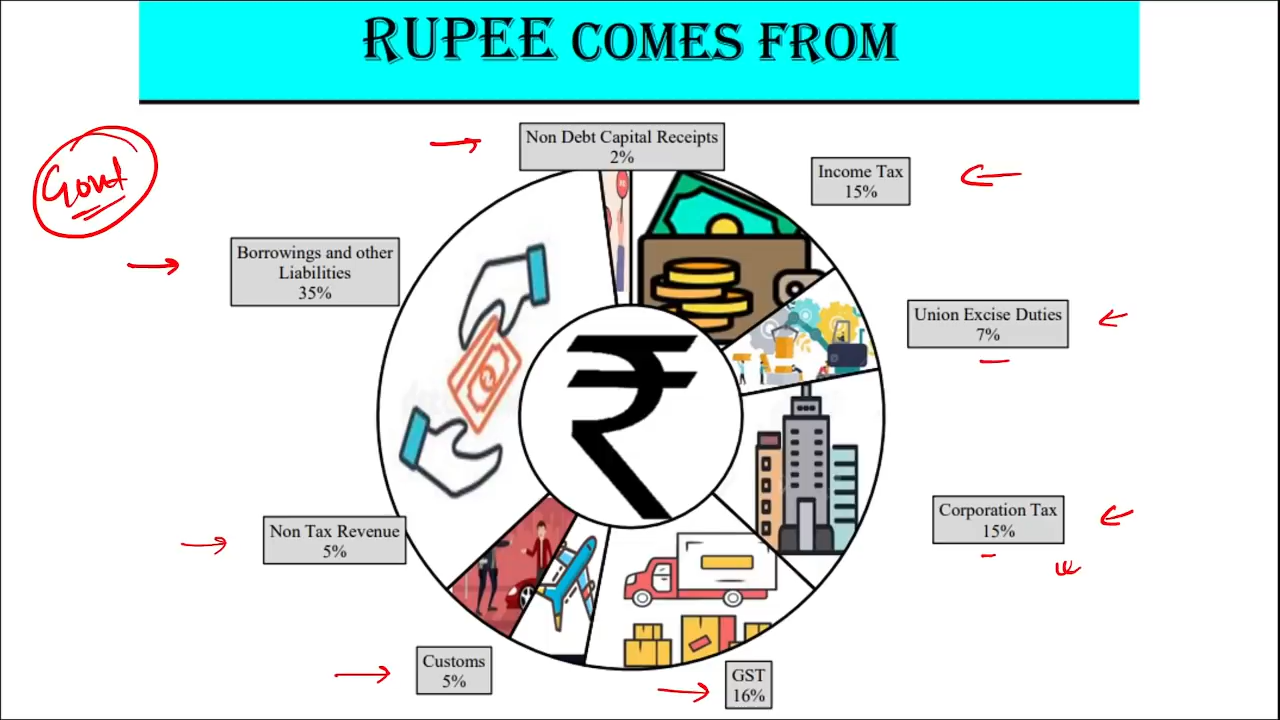 RUPEE COMES FROM
Govt
Non Debt Capital Receipts
2%
Income Tax
15%
Borrowings and other
Liabilities
35%
Union Excise Duties
7%
Corporation Tax
15%
Non Tax Revenue
5%
Customs
5%
GST
16%